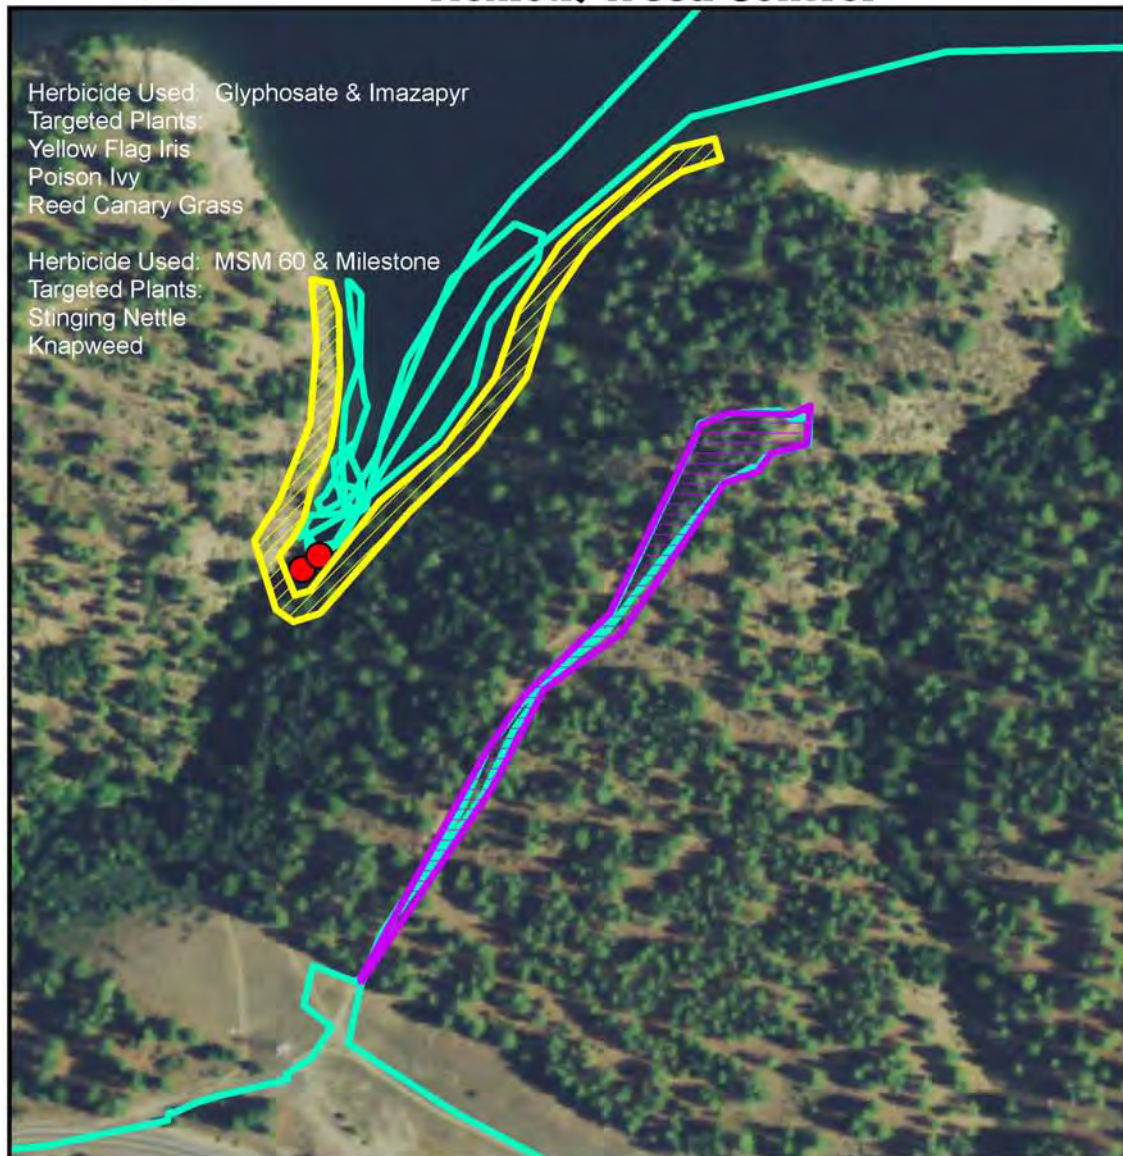 Herbicide Used: Glyphosate & Imazapyr
Targeted Plants:
Yellow Flag Iris
Poison Ivy
Reed Canary Grass
Herbicide Used: MSM 60 & Milestone
Targeted Plants:
Stinging Nettle
Knapweed